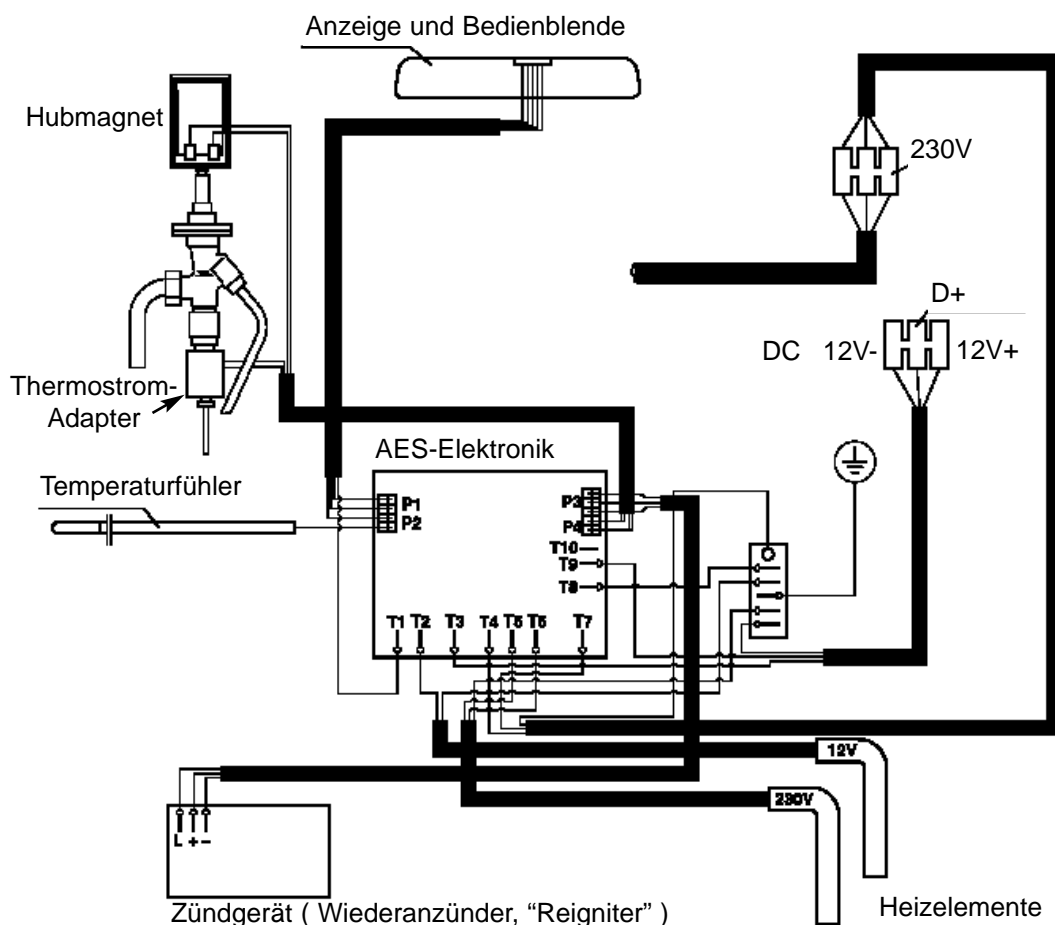 Anzeige und Bedienblende
Hubmagnet
230V
D+
DC 12V- 12V+
Thermostrom-
Adapter
AES-Elektronik
Temperaturfühler
P1
P2
P3
P4
T10
T9
T8
T1 T2 T3 T4 T5 T6 T7
12V
230V
L + -
Zündgerät ( Wiederanzünder, “Reigniter” )
Heizelemente